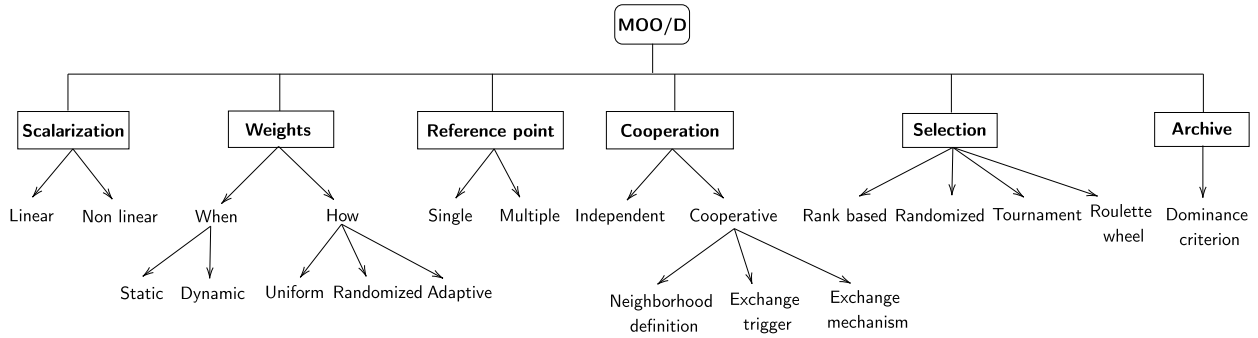 MOO/D
Scalarization
Weights
Reference point
Cooperation
Selection
Archive
Linear
Non linear
When
How
Single
Multiple
Independent
Cooperative
Rank based
Randomized
Tournament
Roulette
wheel
Dominance
criterion
Static
Dynamic
Uniform
Randomized
Adaptive
Neighborhood
definition
Exchange
trigger
Exchange
mechanism